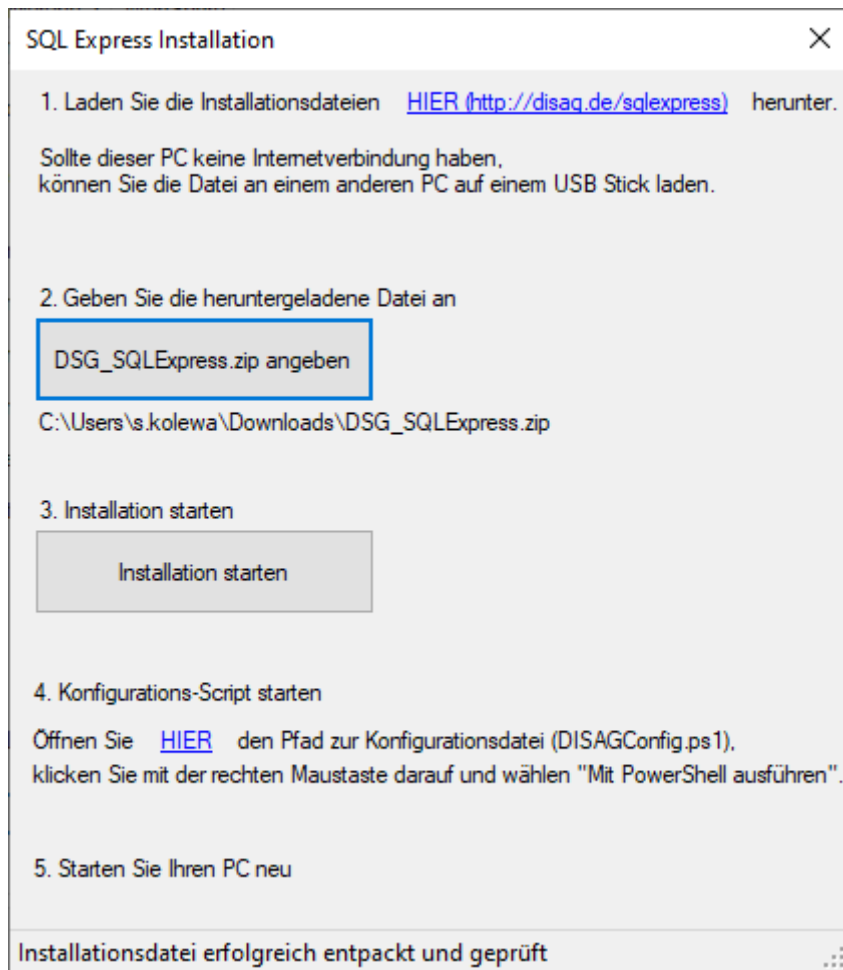 SQL Express Installation
1. Laden Sie die Installationsdateien HIER (http://disag.de/sqlexpress) herunter.
Sollte dieser PC keine Internetverbindung haben,
können Sie die Datei an einem anderen PC auf einem USB Stick laden.
2. Geben Sie die heruntergeladene Datei an
DSG_SQLExpress.zip angeben
C:\Users\s.kolewa\Downloads\DSG_SQLExpress.zip
3. Installation starten
Installation starten
4. Konfigurations-Script starten
Öffnen Sie HIER den Pfad zur Konfigurationsdatei (DISAGConfig.ps1),
klicken Sie mit der rechten Maustaste darauf und wählen "Mit PowerShell ausführen".
5. Starten Sie Ihren PC neu
Installationsdatei erfolgreich entpackt und geprüft